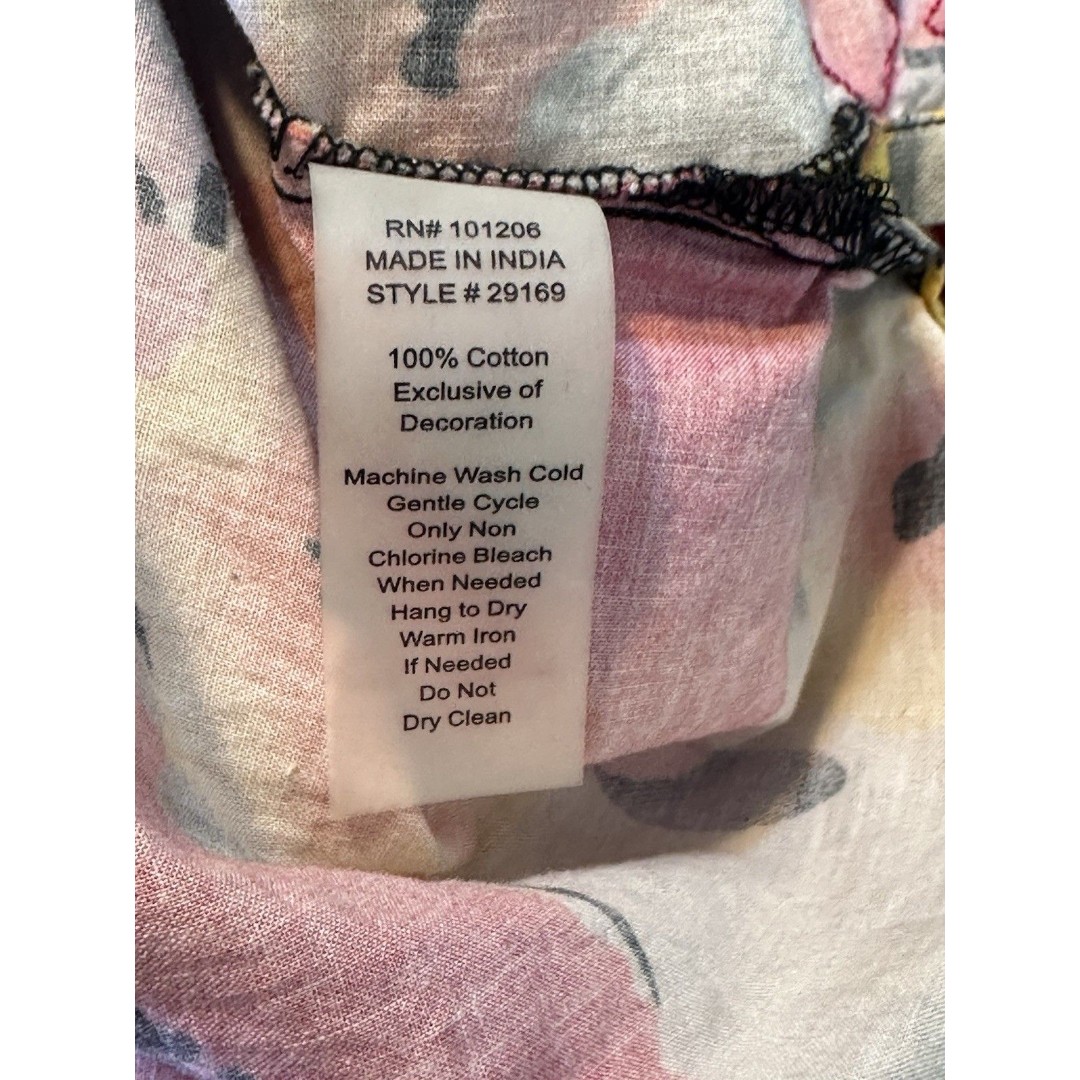 RN# 101206
MADE IN INDIA
STYLE # 29169
100% Cotton
Exclusive of
Decoration
Machine Wash Cold
Gentle Cycle
Only Non
Chlorine Bleach
When Needed
Hang to Dry
Warm Iron
If Needed
Do Not
Dry Clean